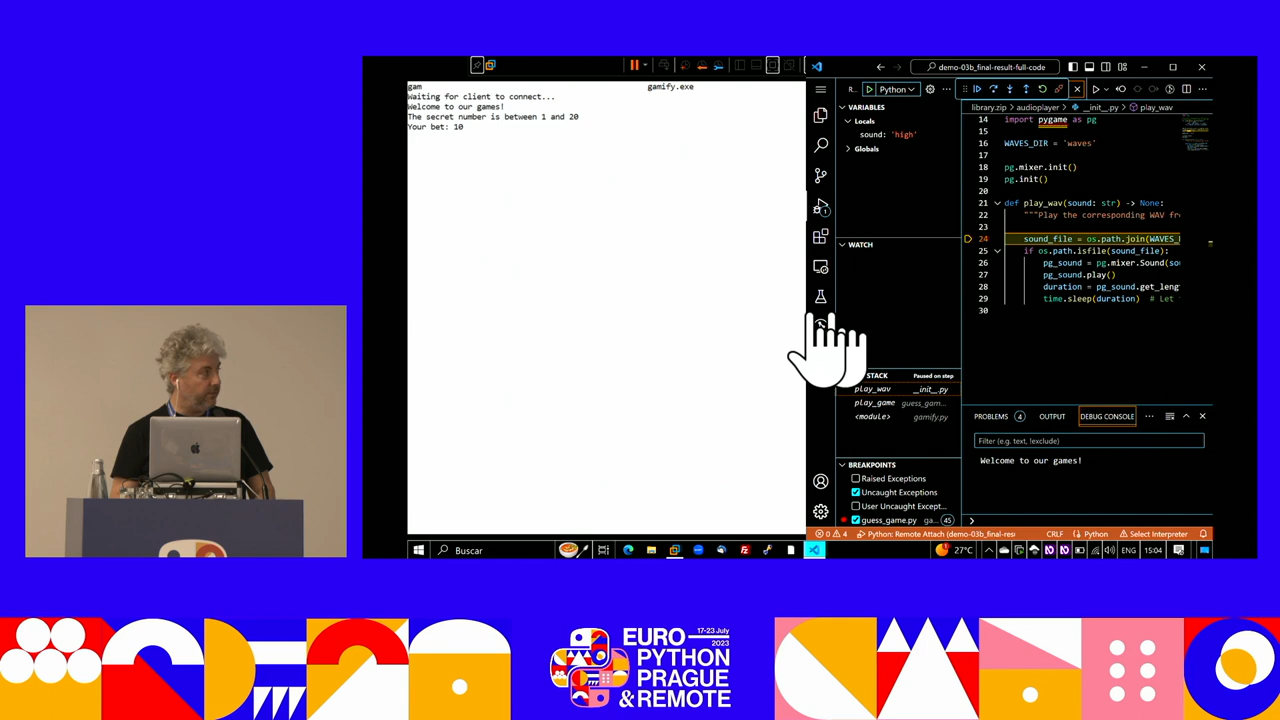 gam
gamify.exe
Waiting for client to connect...
Welcome to our games!
The secret number is between 1 and 20
Your bet: 10
demo-03b_final-result-full-code
R...
Python
VARIABLES
Locals
sound: 'high'
Globals
WATCH
STACK
Paused on step
play_wav
__init__.py
play_game
guess_gam...
<module>
gamify.py
BREAKPOINTS
Raised Exceptions
Uncaught Exceptions
User Uncaught Except...
guess_game.py
ga...
45
library.zip > audioplayer > __init__.py > play_wav
14 import pygame as pg
15
16 WAVES_DIR = 'waves'
17
18 pg.mixer.init()
19 pg.init()
20
21 def play_wav(sound: str) -> None:
22 """Play the corresponding WAV fr
23
24 sound_file = os.path.join(WAVES_
25 if os.path.isfile(sound_file):
26 pg_sound = pg.mixer.Sound(so
27 pg_sound.play()
28 duration = pg_sound.get_leng
29 time.sleep(duration) # Let
30
PROBLEMS 4 OUTPUT DEBUG CONSOLE ...
Filter (e.g. text, !exclude)
Welcome to our games!
0 4 Python: Remote Attach (demo-03b_final-res
CRLF
Python
Select Interpreter
Buscar
27°C
ENG
15:04
EURO
PYTHON
PRAGUE
& REMOTE
17-23 July
2023